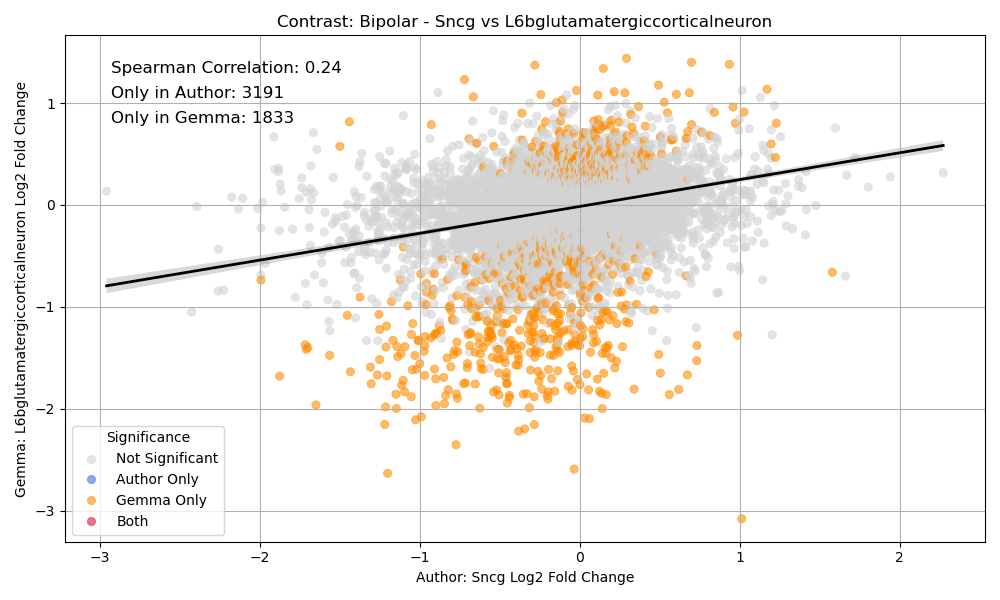 Contrast: Bipolar - Sncg vs L6bglutamatergiccorticalneuron
Spearman Correlation: 0.24
Only in Author: 3191
Only in Gemma: 1833
Gemma: L6bglutamatergiccorticalneuron Log2 Fold Change
1
0
−1
−2
−3
Significance
Not Significant
Author Only
Gemma Only
Both
−3 −2 −1 0 1 2
Author: Sncg Log2 Fold Change